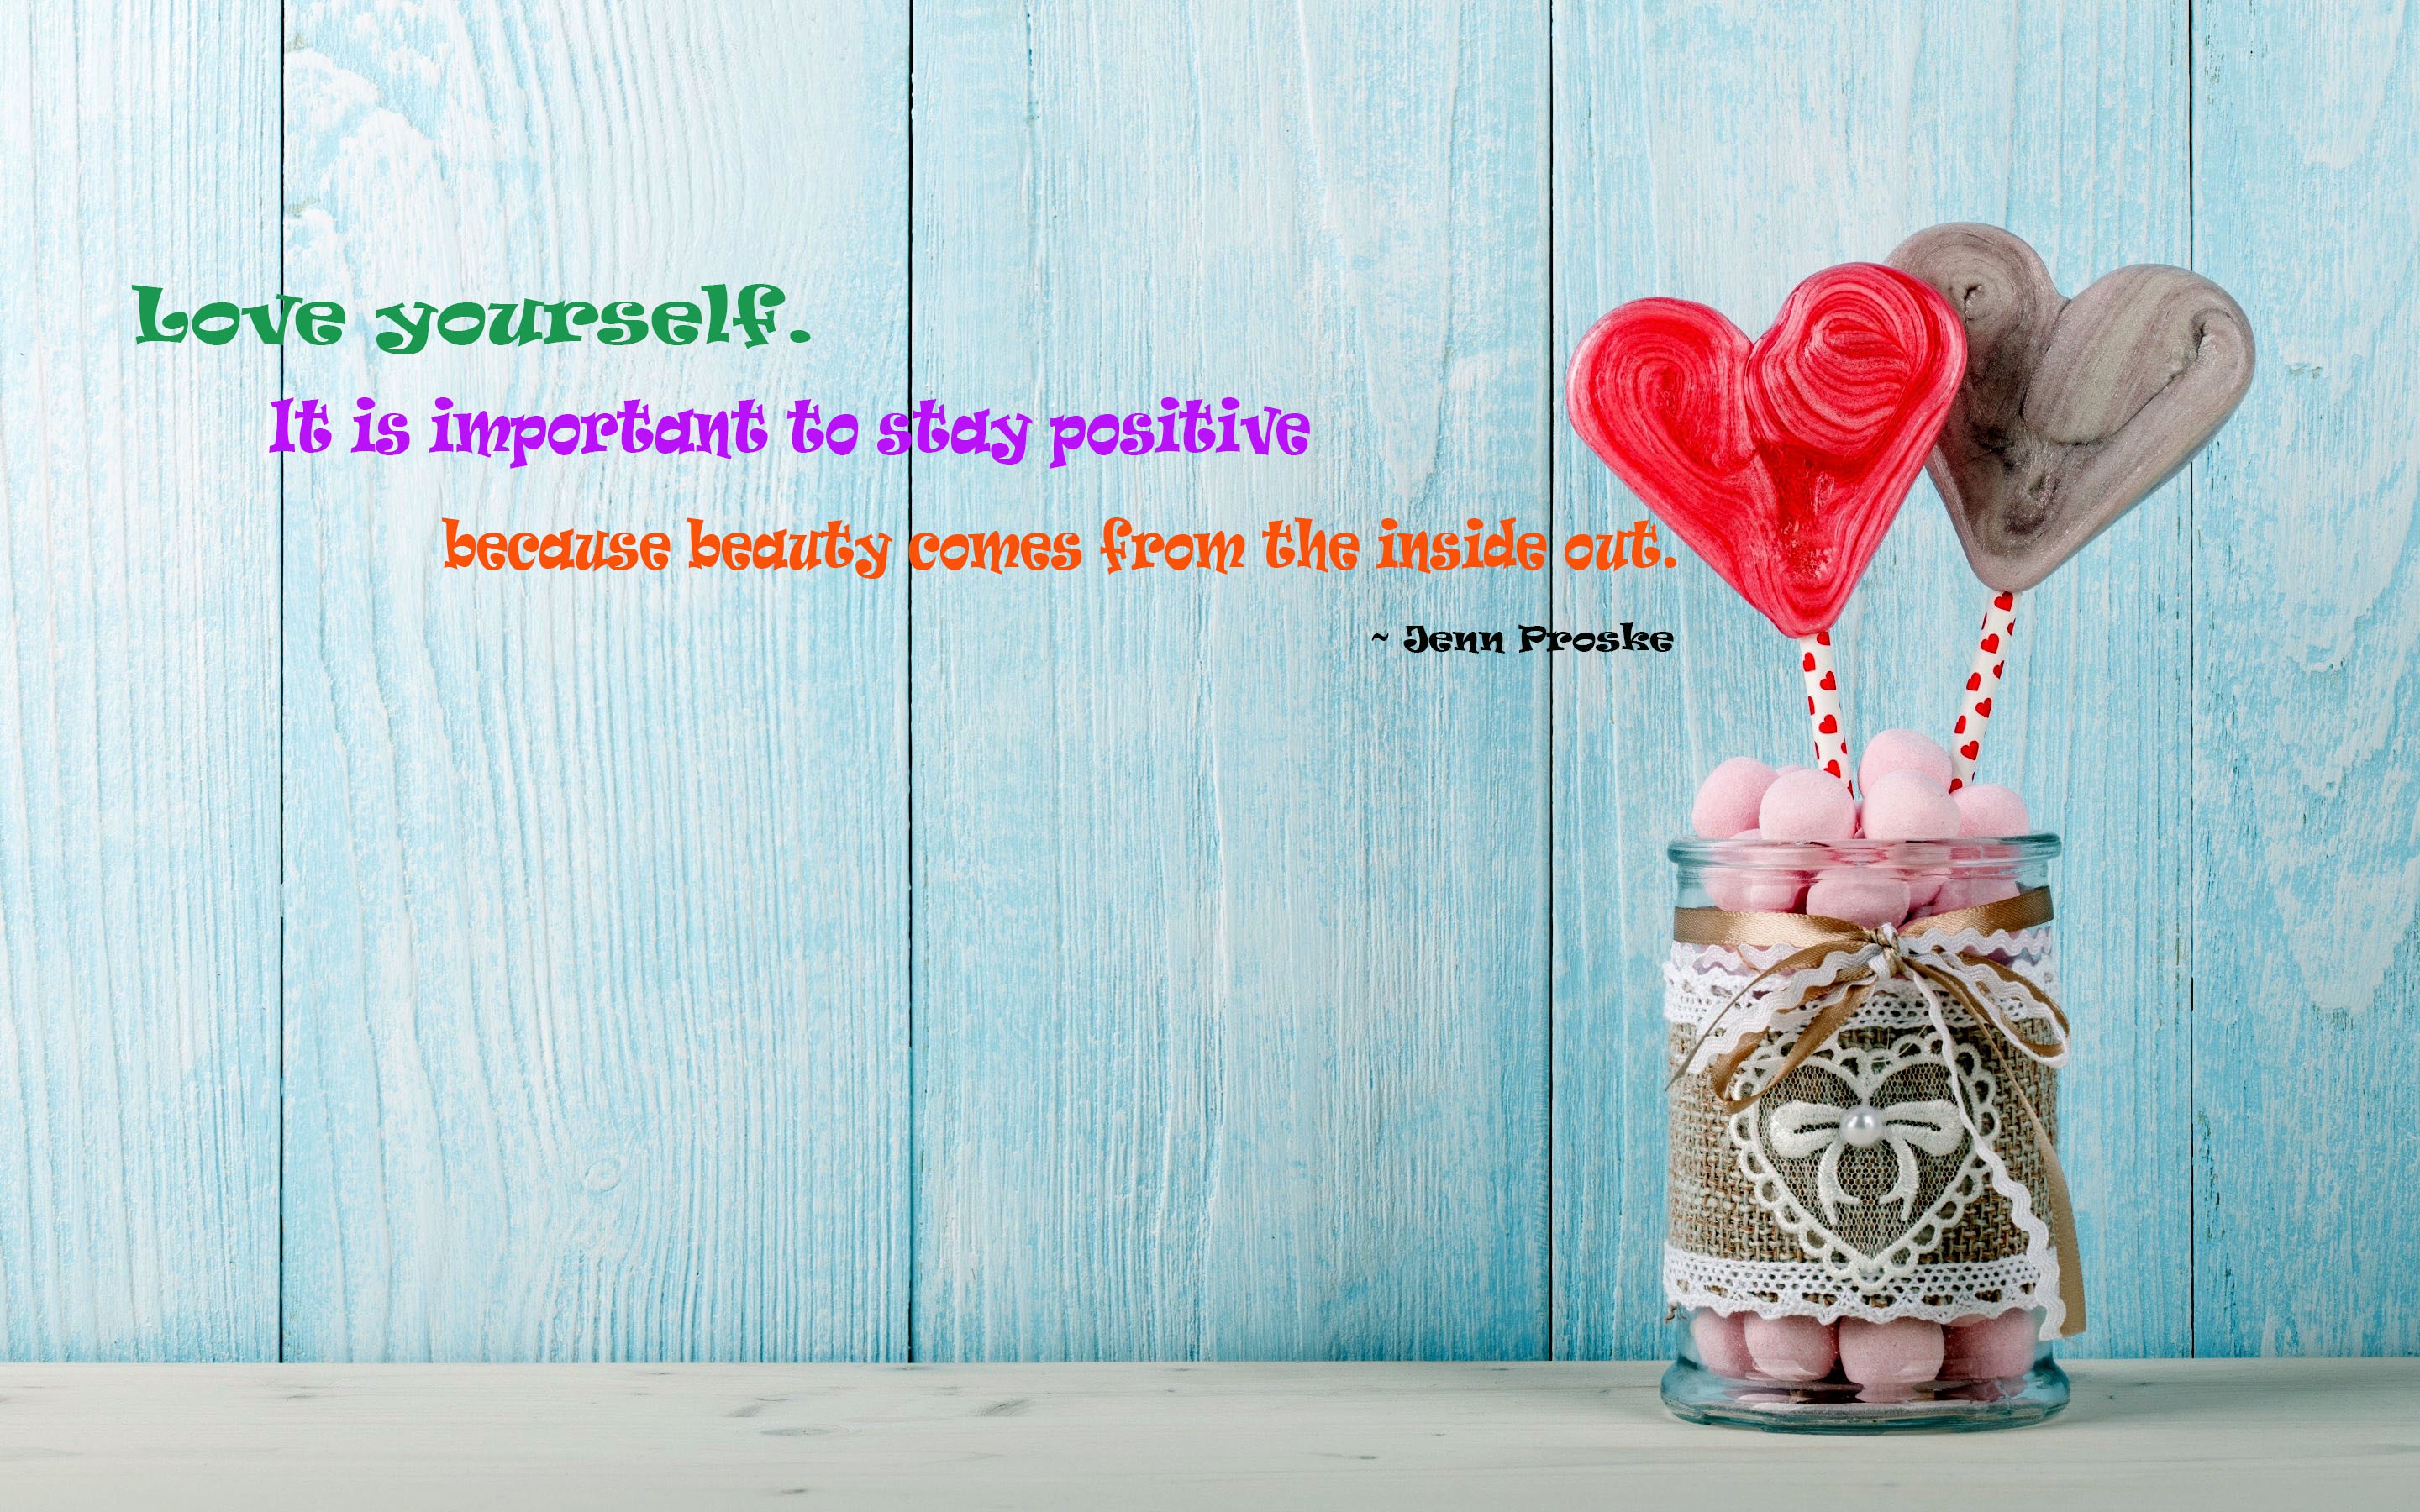 Love yourself.
It is important to stay positive
because beauty comes from the inside out.
~ Jenn Proske